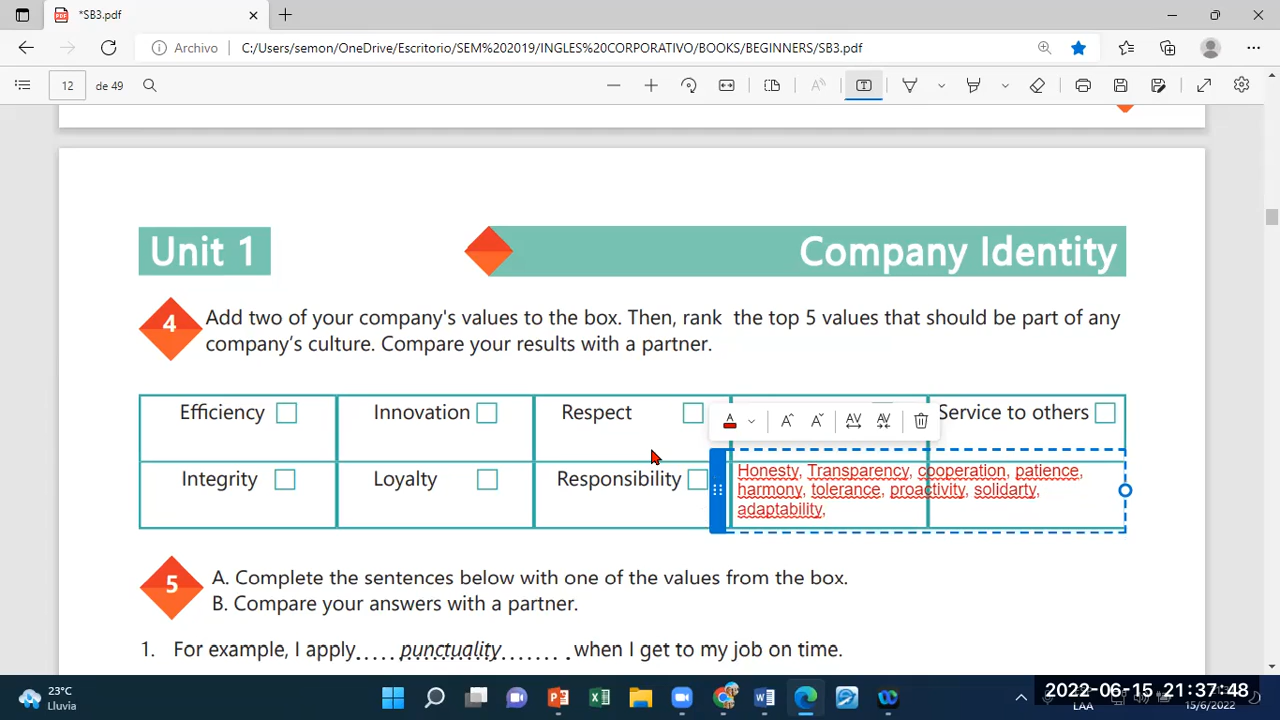 *SB3.pdf
Archivo C:/Users/semon/OneDrive/Escritorio/SEM%202019/INGLES%20CORPORATIVO/BOOKS/BEGINNERS/SB3.pdf
12 de 49
Unit 1 Company Identity
4 Add two of your company's values to the box. Then, rank the top 5 values that should be part of any
company's culture. Compare your results with a partner.
Efficiency Innovation Respect Service to others
Integrity Loyalty Responsibility
Honesty, Transparency, cooperation, patience,
harmony, tolerance, proactivity, solidarty,
adaptability,
5 A. Complete the sentences below with one of the values from the box.
B. Compare your answers with a partner.
1. For example, I apply.....punctuality....... .when I get to my job on time.
23°C
Lluvia
2022-06-15 21:37:48
LAA
15/6/2022